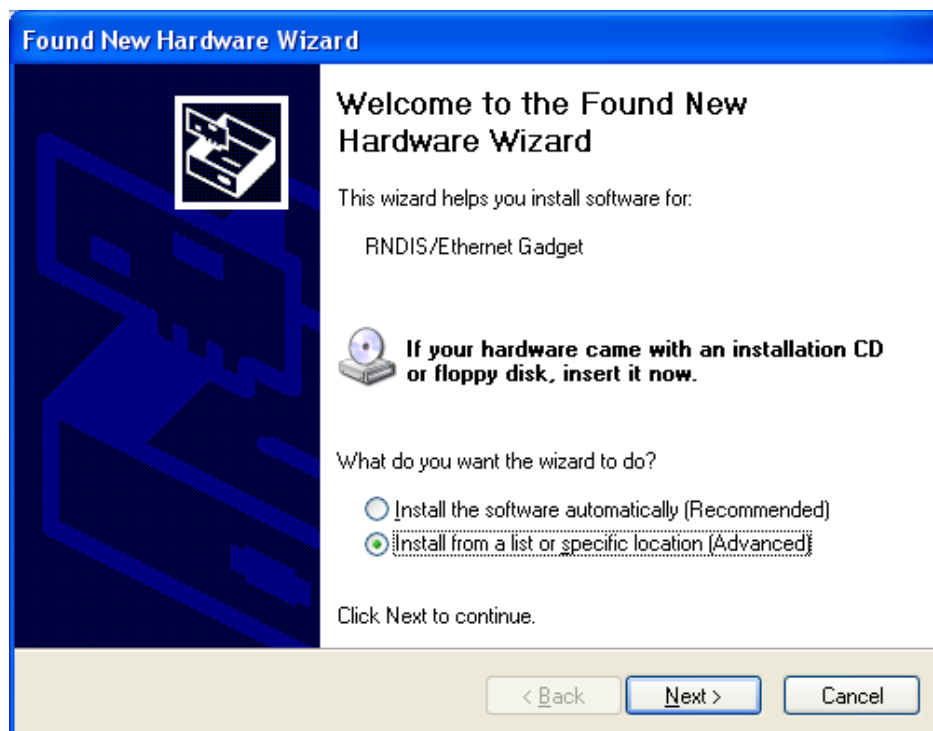 Found New Hardware Wizard
Welcome to the Found New
Hardware Wizard
This wizard helps you install software for:
RNDIS/Ethernet Gadget
If your hardware came with an installation CD
or floppy disk, insert it now.
What do you want the wizard to do?
Install the software automatically (Recommended)
Install from a list or specific location (Advanced)
Click Next to continue.
< Back
Next >
Cancel